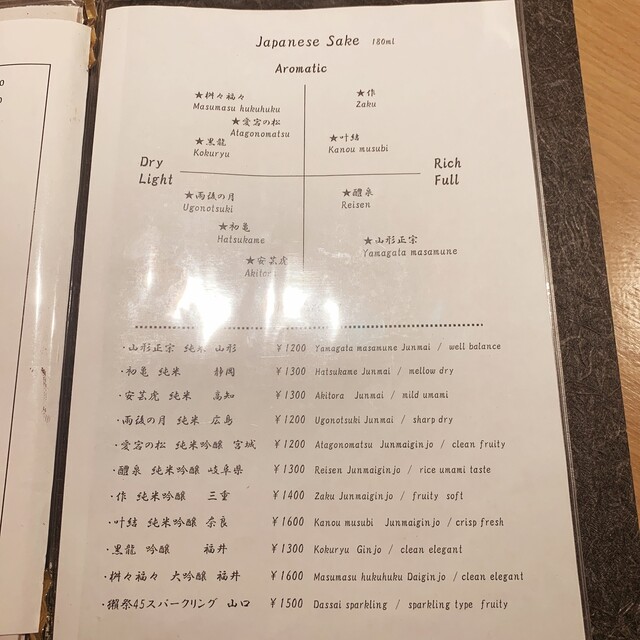 Japanese Sake 180ml
Aromatic
★桝々福々
Masumasu hukuhuku
★作
Zaku
★愛宮の松
Atagonomatsu
★黒龍
Kokuryu
★叶結
Kanou musubi
Dry
Light
Rich
Full
★雨後の月
Ugonotsuki
★醴泉
Reisen
★初亀
Hatsukame
★山形正宗
Yamagata masamune
★安芸虎
Akitora
・山形正宗 純米 山形 ¥1200 Yamagata masamune Junmai / well balance
・初亀 純米 静岡 ¥1300 Hatsukame Junmai / mellow dry
・安芸虎 純米 高知 ¥1300 Akitora Junmai / mild umami
・雨後の月 純米 広島 ¥1200 Ugonotsuki Junmai / sharp dry
・愛宮の松 純米吟醸 宮城 ¥1200 Atagonomatsu Junmaiginjo / clean fruity
・醴泉 純米吟醸 岐阜県 ¥1300 Reisen Junmaiginjo / rice umami taste
・作 純米吟醸 三重 ¥1400 Zaku Junmaiginjo / fruity soft
・叶結 純米吟醸 奈良 ¥1600 Kanou musubi Junmaiginjo / crisp fresh
・黒龍 吟醸 福井 ¥1300 Kokuryu Ginjo / clean elegant
・桝々福々 大吟醸 福井 ¥1600 Masumasu hukuhuku Daiginjo / clean elegant
・獺祭45スパークリング 山口 ¥1500 Dassai sparkling / sparkling type fruity